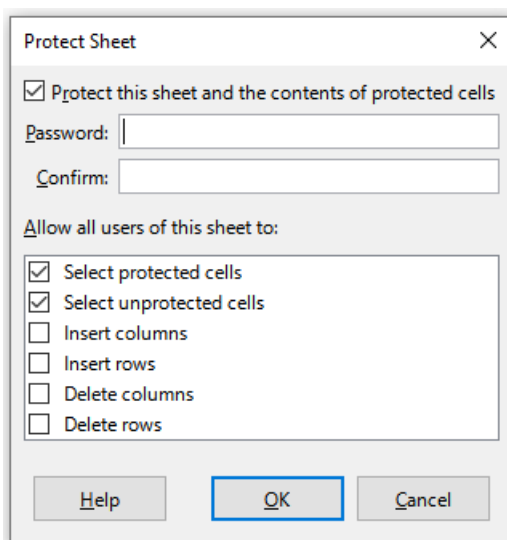 Protect Sheet
Protect this sheet and the contents of protected cells
Password:
Confirm:
Allow all users of this sheet to:
Select protected cells
Select unprotected cells
Insert columns
Insert rows
Delete columns
Delete rows
Help OK Cancel